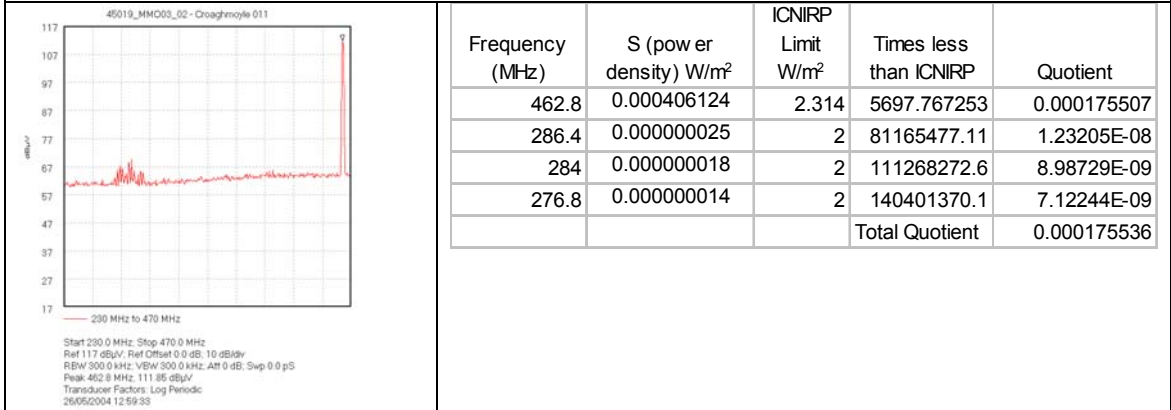 45019_MMO03_02 - Croaghmoyle 011
117
107
97
87
77
67
57
47
37
27
17
dBµV
230 MHz to 470 MHz
Start 230.0 MHz; Stop 470.0 MHz
Ref 117 dBµV; Ref Offset 0.0 dB; 10 dB/div
RBW 300.0 kHz; VBW 300.0 kHz; Att 0 dB; Swp 0.0 pS
Peak 462.8 MHz, 111.85 dBµV
Transducer Factors: Log Periodic
26/05/2004 12:59:33
Frequency (MHz) S (pow er density) W/m² ICNIRP Limit W/m² Times less than ICNIRP Quotient
462.8 0.000406124 2.314 5697.767253 0.000175507
286.4 0.000000025 2 81165477.11 1.23205E-08
284 0.000000018 2 111268272.6 8.98729E-09
276.8 0.000000014 2 140401370.1 7.12244E-09
Total Quotient 0.000175536